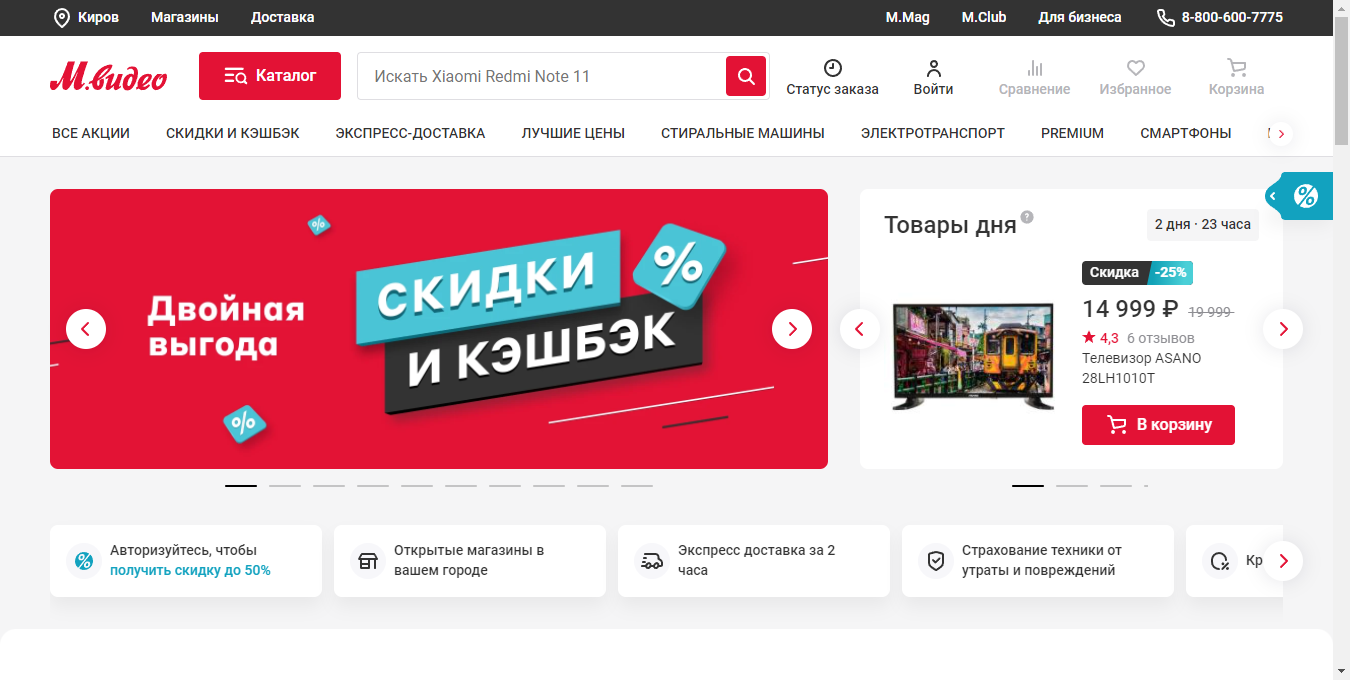 Киров Магазины Доставка M.Mag M.Club Для бизнеса 8-800-600-7775
М.видео Каталог Искать Xiaomi Redmi Note 11 Статус заказа Войти Сравнение Избранное Корзина
ВСЕ АКЦИИ СКИДКИ И КЭШБЭК ЭКСПРЕСС-ДОСТАВКА ЛУЧШИЕ ЦЕНЫ СТИРАЛЬНЫЕ МАШИНЫ ЭЛЕКТРОТРАНСПОРТ PREMIUM СМАРТФОНЫ
%
Двойная
выгода
СКИДКИ
И КЭШБЭК
%
%
%
Товары дня ? 2 дня · 23 часа
Скидка -25%
14 999 ₽ 19 999
4,3 6 отзывов
Телевизор ASANO
28LH1010T
В корзину
Авторизуйтесь, чтобы
получить скидку до 50%
Открытые магазины в
вашем городе
Экспресс доставка за 2
часа
Страхование техники от
утраты и повреждений
Кр